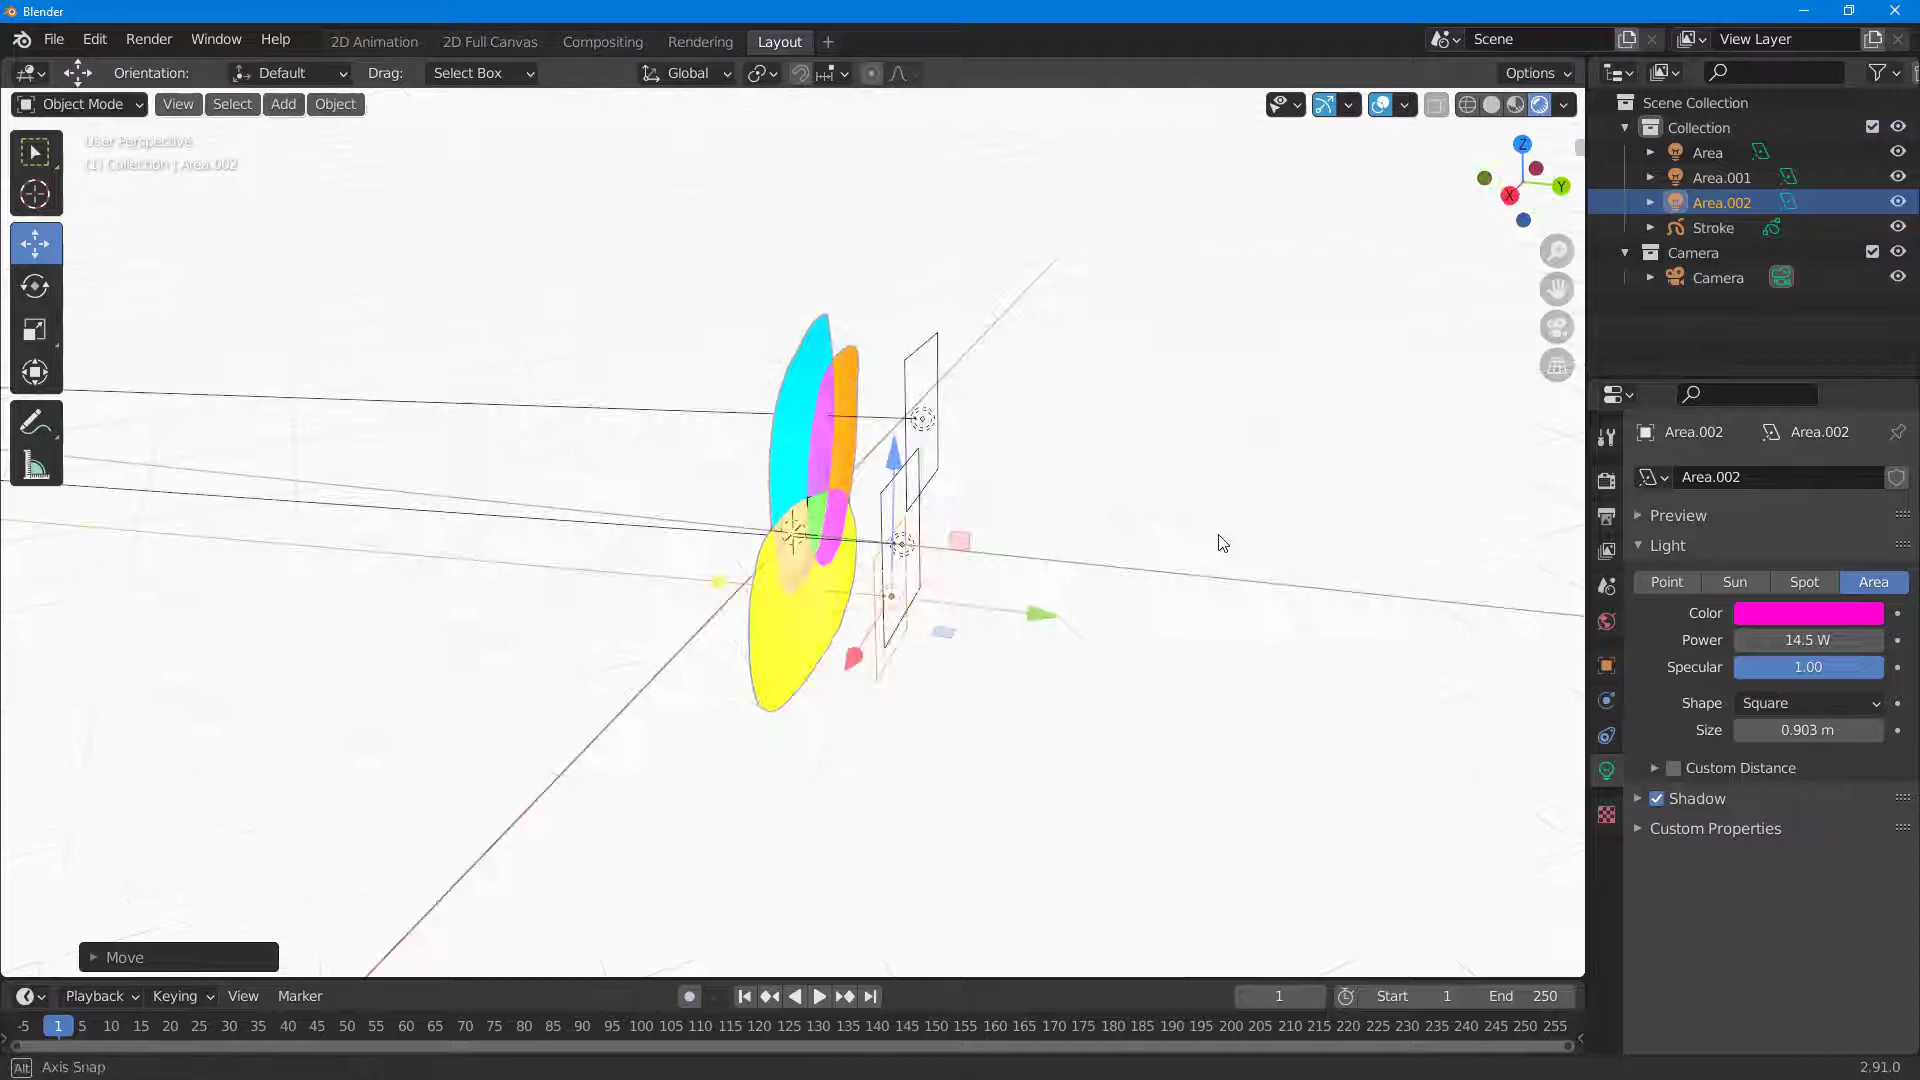 Blender
File Edit Render Window Help
2D Animation 2D Full Canvas Compositing Rendering Layout +
Scene
View Layer
Orientation: Default Drag: Select Box
Global
Options
Object Mode View Select Add Object
User Perspective
(1) Collection | Area.002
Z
Y
X
Scene Collection
Collection
Area
Area.001
Area.002
Stroke
Camera
Camera
Area.002 Area.002
Area.002
Preview
Light
Point Sun Spot Area
Color
Power 14.5 W
Specular 1.00
Shape Square
Size 0.903 m
Custom Distance
Shadow
Custom Properties
Move
Playback Keying View Marker
1 Start 1 End 250
-5 1 5 10 15 20 25 30 35 40 45 50 55 60 65 70 75 80 85 90 95 100 105 110 115 120 125 130 135 140 145 150 155 160 165 170 175 180 185 190 195 200 205 210 215 220 225 230 235 240 245 250 255
Alt Axis Snap
2.91.0